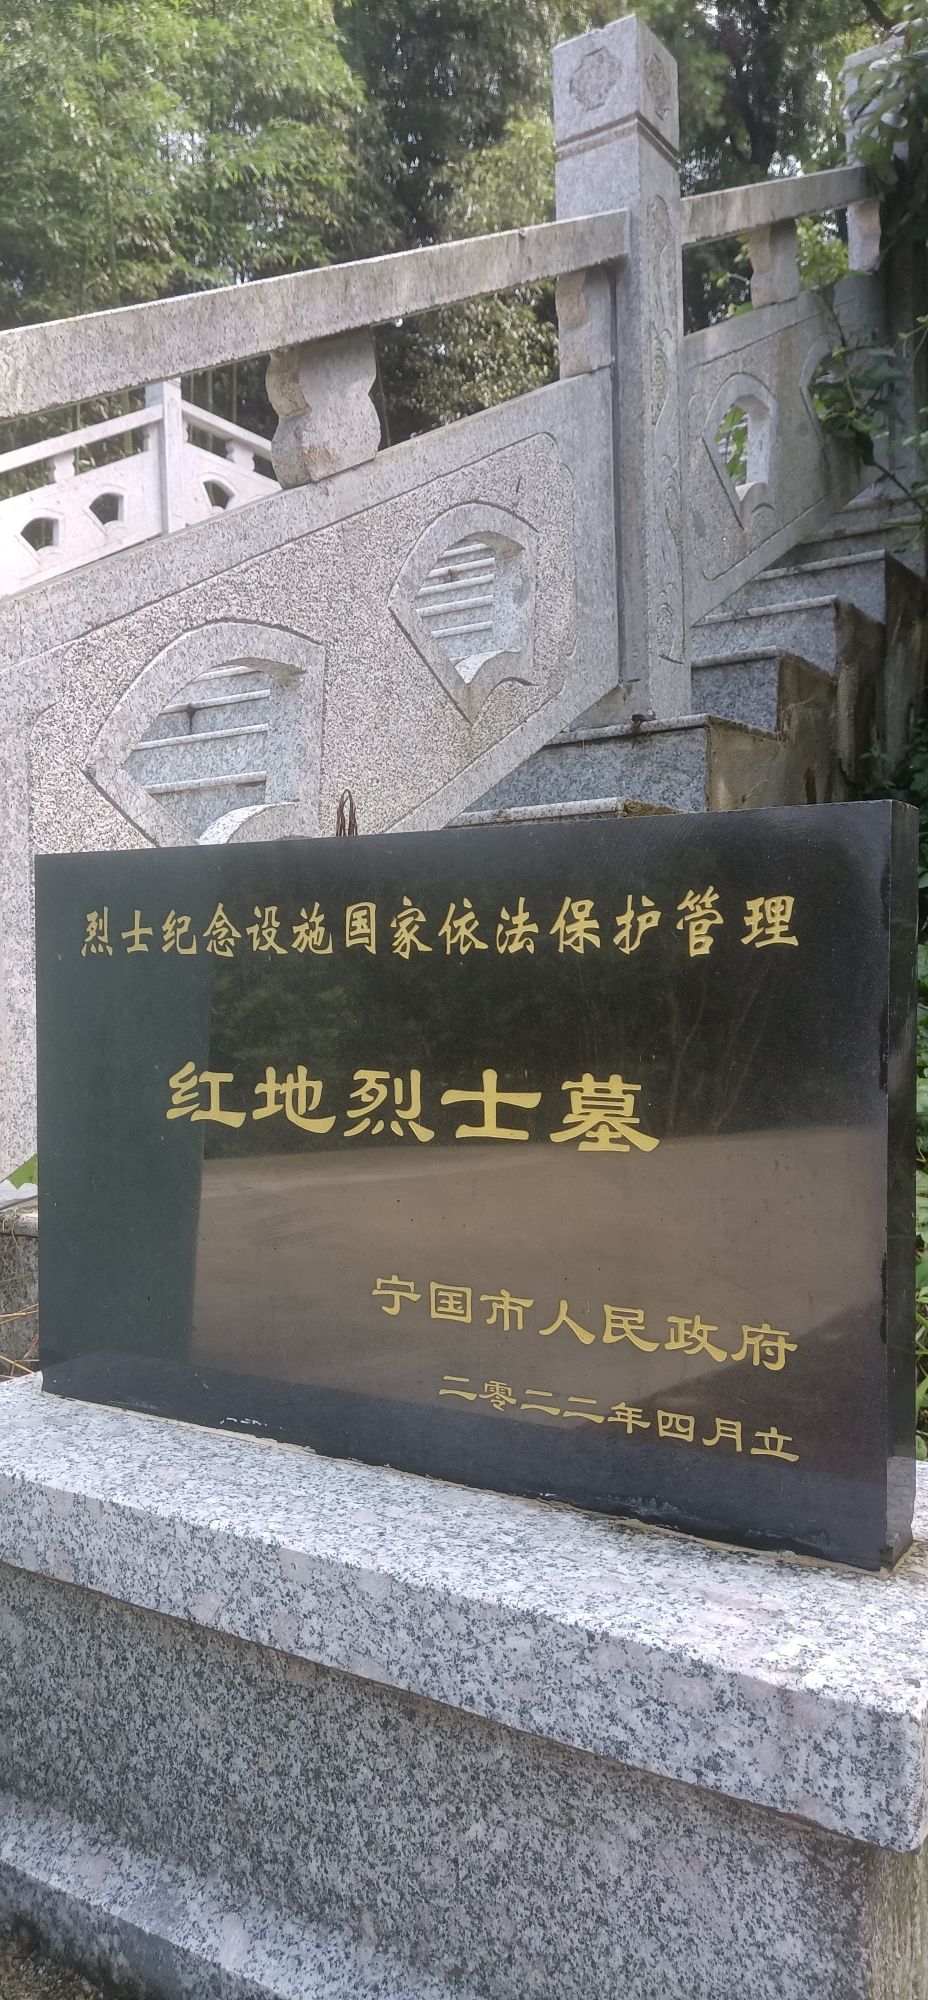 烈士纪念设施国家依法保护管理
红地烈士墓
宁国市人民政府
二零二二年四月立